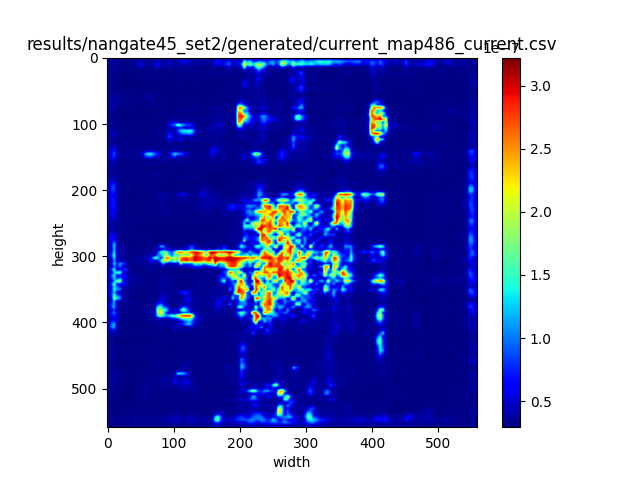 results/nangate45_set2/generated/current_map486_current.csv
1e−7
0
100
200
300
400
500
height
0 100 200 300 400 500
width
3.0
2.5
2.0
1.5
1.0
0.5